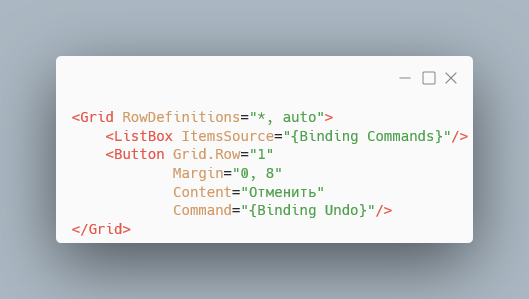 <Grid RowDefinitions="*, auto">
    <ListBox ItemsSource="{Binding Commands}"/>
    <Button Grid.Row="1"
            Margin="0, 8"
            Content="Отменить"
            Command="{Binding Undo}"/>
</Grid>